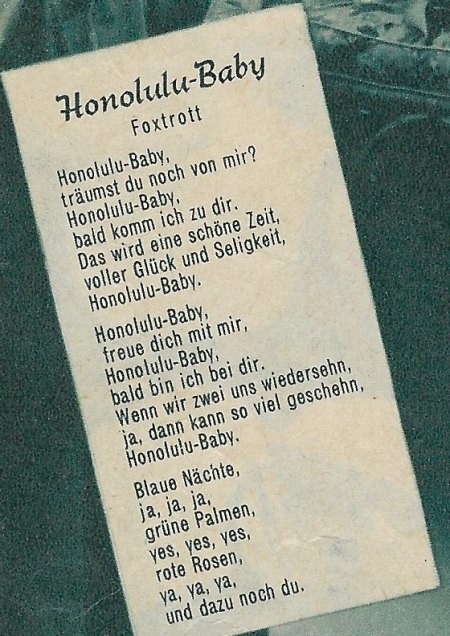 Honolulu-Baby
Foxtrott
Honolulu-Baby,
träumst du noch von mir?
Honolulu-Baby,
bald komm ich zu dir.
Das wird eine schöne Zeit,
voller Glück und Seligkeit,
Honolulu-Baby.
Honolulu-Baby,
freue dich mit mir,
Honolulu-Baby,
bald bin ich bei dir.
Wenn wir zwei uns wiedersehn,
ja, dann kann so viel geschehn,
Honolulu-Baby.
Blaue Nächte,
ja, ja, ja,
grüne Palmen,
yes, yes, yes,
rote Rosen,
ya, ya, ya,
und dazu noch du.